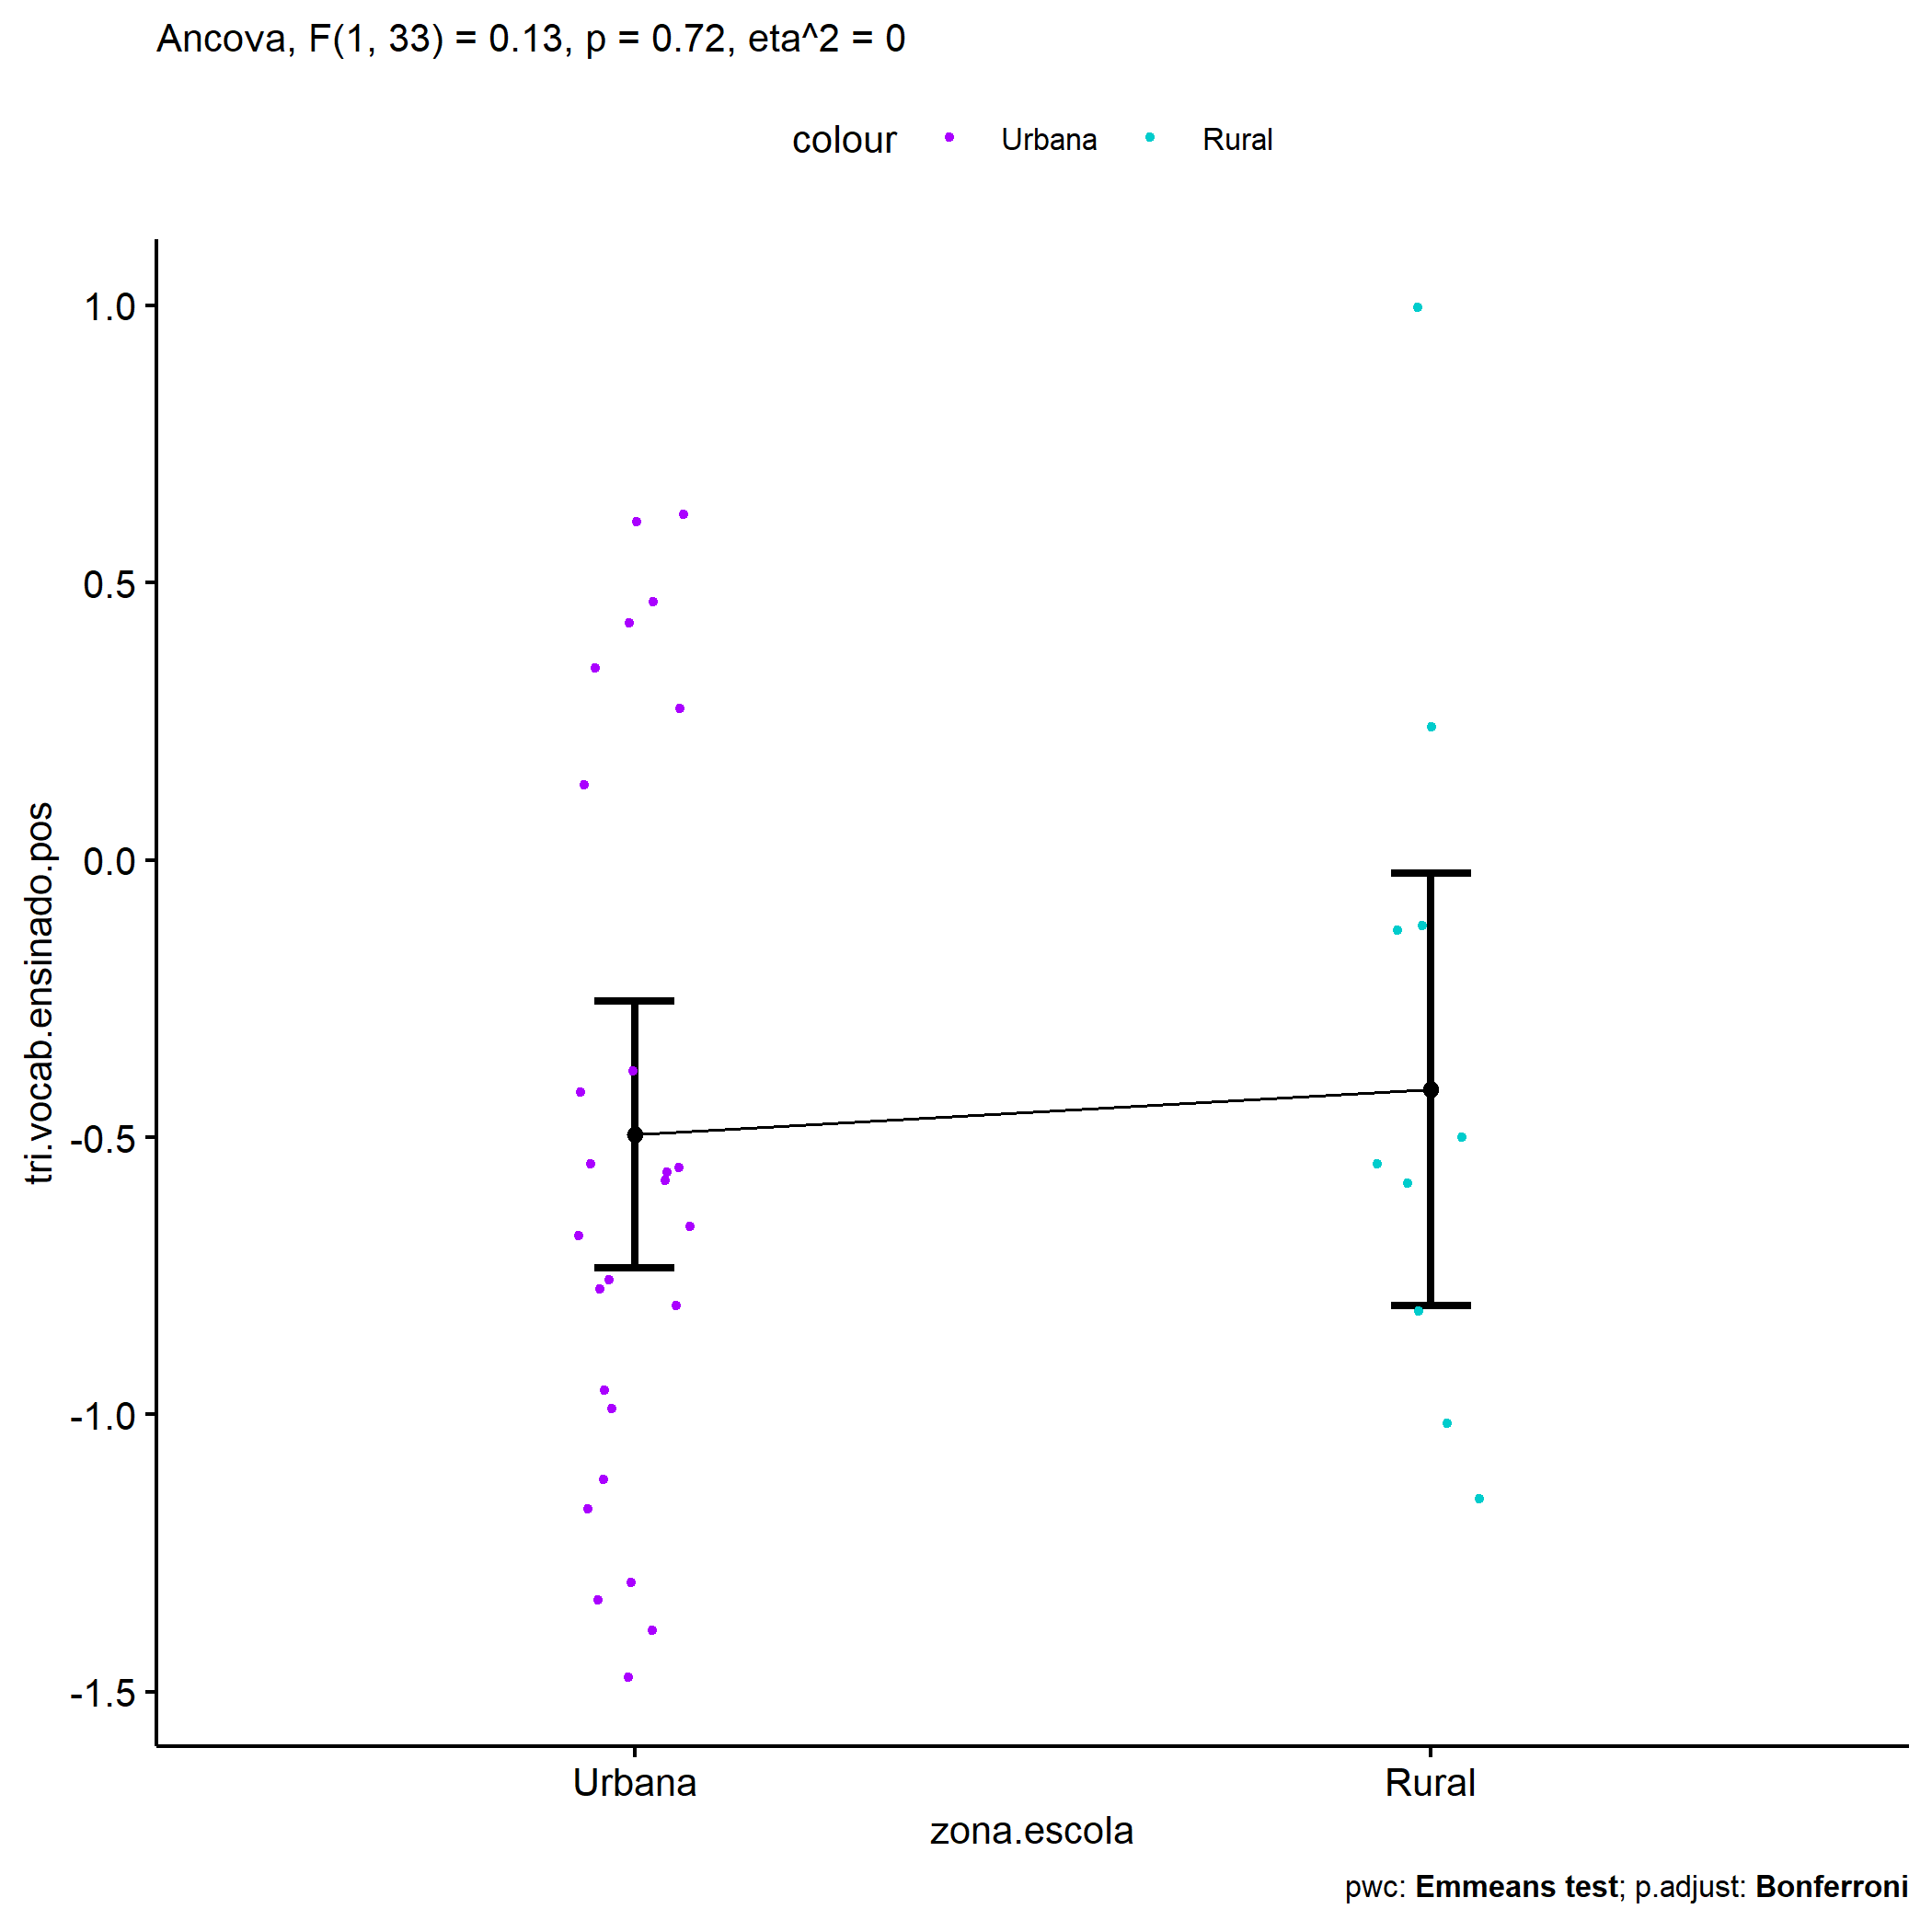 Ancova, F(1, 33) = 0.13, p = 0.72, eta^2 = 0
colour Urbana Rural
1.0
0.5
0.0
-0.5
-1.0
-1.5
tri.vocab.ensinado.pos
Urbana Rural
zona.escola
pwc: Emmeans test; p.adjust: Bonferroni